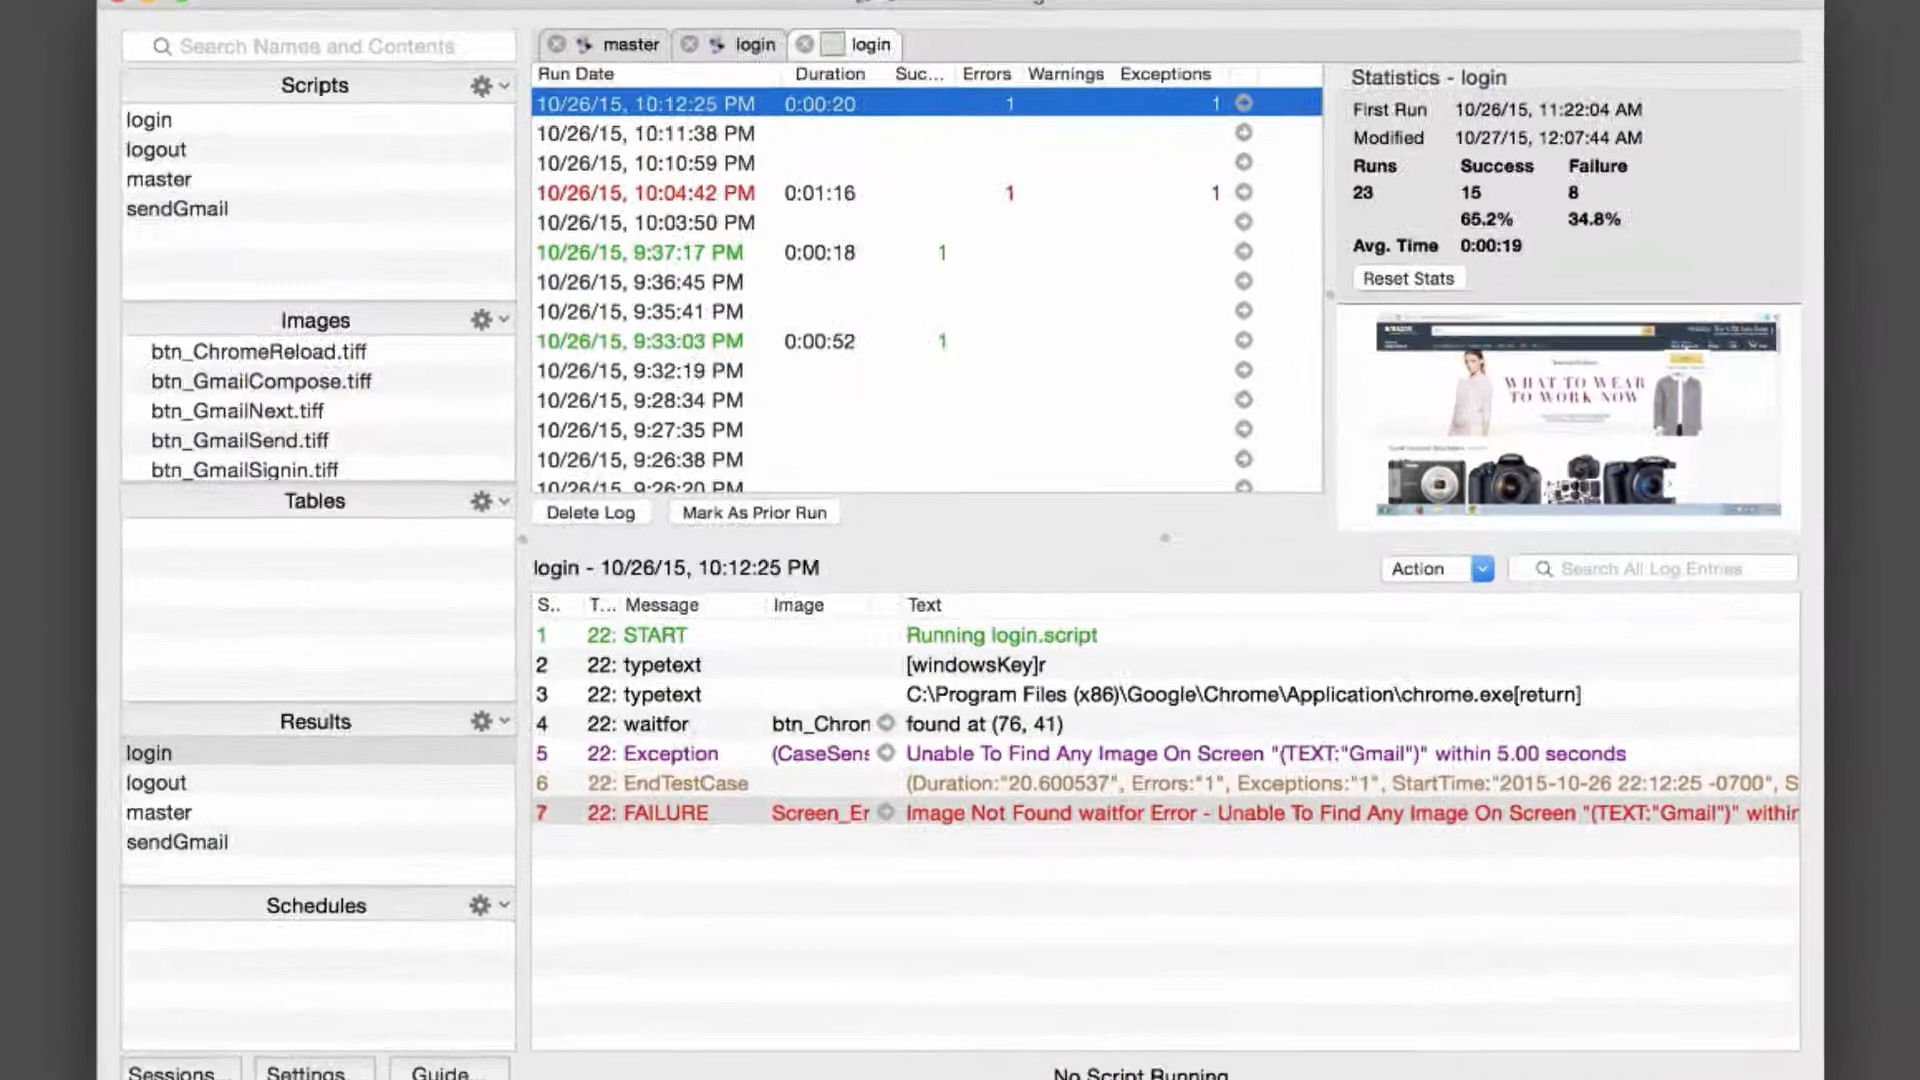 Search Names and Contents
Scripts
login
logout
master
sendGmail
Images
btn_ChromeReload.tiff
btn_GmailCompose.tiff
btn_GmailNext.tiff
btn_GmailSend.tiff
btn_GmailSignin.tiff
Tables
Results
login
logout
master
sendGmail
Schedules
Sessions... Settings... Guide...
master login login
Run Date Duration Suc... Errors Warnings Exceptions
10/26/15, 10:12:25 PM 0:00:20 1 1
10/26/15, 10:11:38 PM
10/26/15, 10:10:59 PM
10/26/15, 10:04:42 PM 0:01:16 1 1
10/26/15, 10:03:50 PM
10/26/15, 9:37:17 PM 0:00:18 1
10/26/15, 9:36:45 PM
10/26/15, 9:35:41 PM
10/26/15, 9:33:03 PM 0:00:52 1
10/26/15, 9:32:19 PM
10/26/15, 9:28:34 PM
10/26/15, 9:27:35 PM
10/26/15, 9:26:38 PM
10/26/15, 9:26:20 PM
Delete Log Mark As Prior Run
Statistics - login
First Run 10/26/15, 11:22:04 AM
Modified 10/27/15, 12:07:44 AM
Runs Success Failure
23 15 8
65.2% 34.8%
Avg. Time 0:00:19
Reset Stats
WHAT TO WEAR
TO WORK NOW
login - 10/26/15, 10:12:25 PM
Action Search All Log Entries
S.. T... Message Image Text
1 22: START Running login.script
2 22: typetext [windowsKey]r
3 22: typetext C:\Program Files (x86)\Google\Chrome\Application\chrome.exe[return]
4 22: waitfor btn_Chron found at (76, 41)
5 22: Exception (CaseSens Unable To Find Any Image On Screen "(TEXT:"Gmail")" within 5.00 seconds
6 22: EndTestCase (Duration:"20.600537", Errors:"1", Exceptions:"1", StartTime:"2015-10-26 22:12:25 -0700", S
7 22: FAILURE Screen_Er Image Not Found waitfor Error - Unable To Find Any Image On Screen "(TEXT:"Gmail")" within
No Script Running